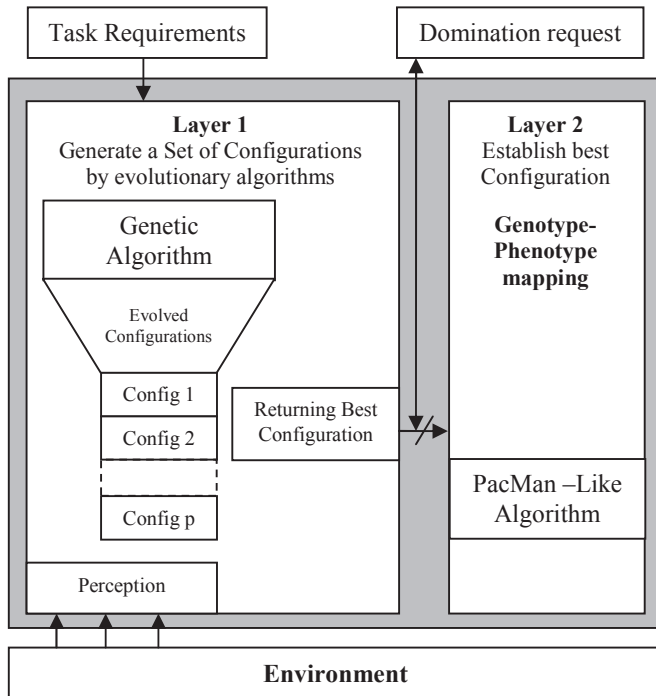 Task Requirements
Domination request
Layer 1
Generate a Set of Configurations
by evolutionary algorithms
Genetic
Algorithm
Evolved
Configurations
Config 1
Config 2
Config p
Returning Best
Configuration
Perception
Layer 2
Establish best
Configuration
Genotype-
Phenotype
mapping
PacMan –Like
Algorithm
Environment